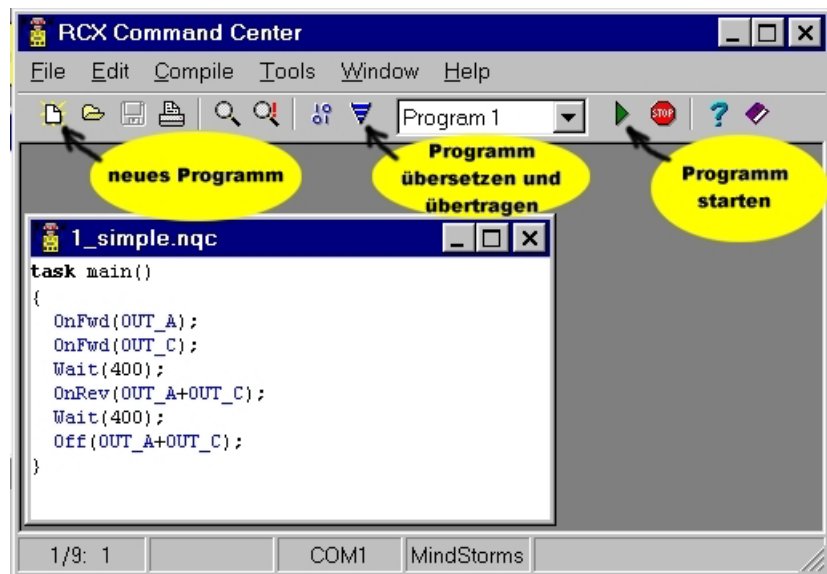 RCX Command Center
File Edit Compile Tools Window Help
Program 1
STOP
neues Programm
Programm
übersetzen und
übertragen
Programm
starten
1_simple.nqc
task main()
{
OnFwd(OUT_A);
OnFwd(OUT_C);
Wait(400);
OnRev(OUT_A+OUT_C);
Wait(400);
Off(OUT_A+OUT_C);
}
1/9: 1 COM1 MindStorms